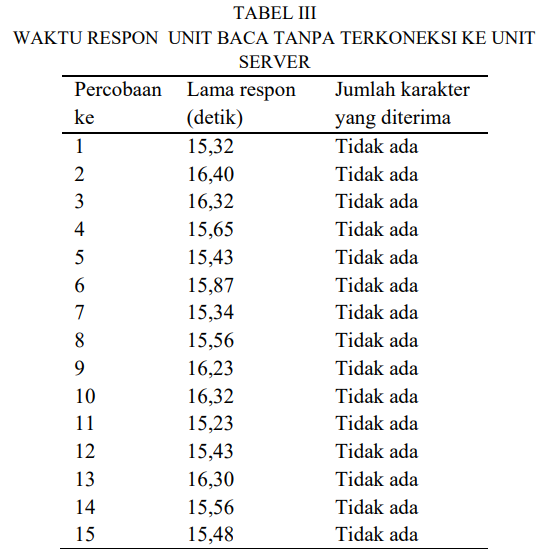 TABEL III
WAKTU RESPON UNIT BACA TANPA TERKONEKSI KE UNIT
SERVER
Percobaan ke Lama respon (detik) Jumlah karakter yang diterima
1 15,32 Tidak ada
2 16,40 Tidak ada
3 16,32 Tidak ada
4 15,65 Tidak ada
5 15,43 Tidak ada
6 15,87 Tidak ada
7 15,34 Tidak ada
8 15,56 Tidak ada
9 16,23 Tidak ada
10 16,32 Tidak ada
11 15,23 Tidak ada
12 15,43 Tidak ada
13 16,30 Tidak ada
14 15,56 Tidak ada
15 15,48 Tidak ada